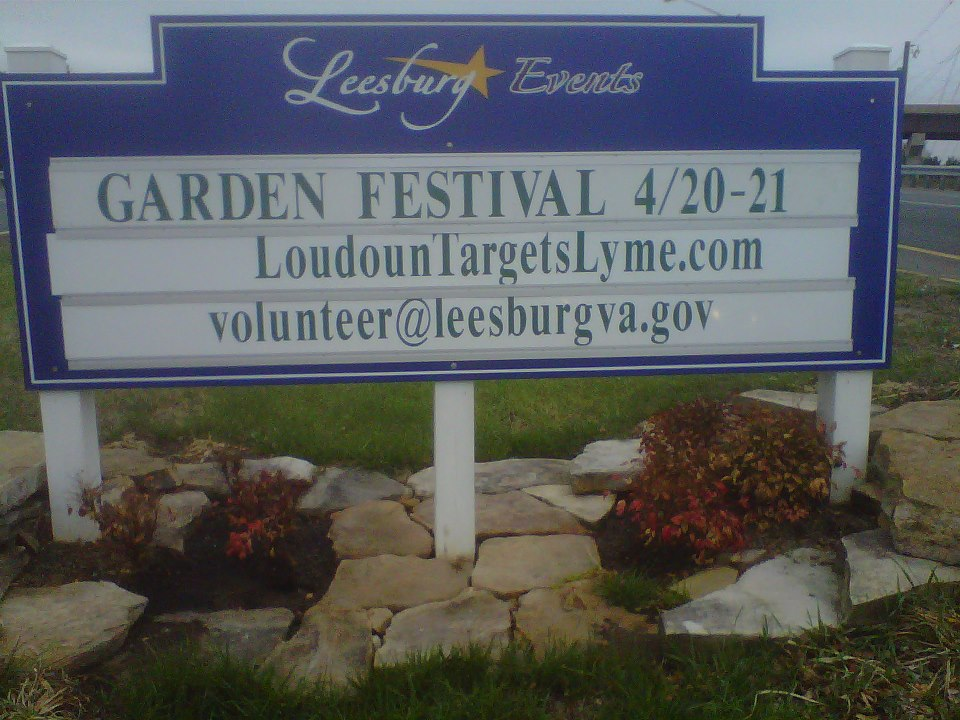 Leesburg Events
GARDEN FESTIVAL 4/20-21
LoudounTargetsLyme.com
volunteer@leesburgva.gov